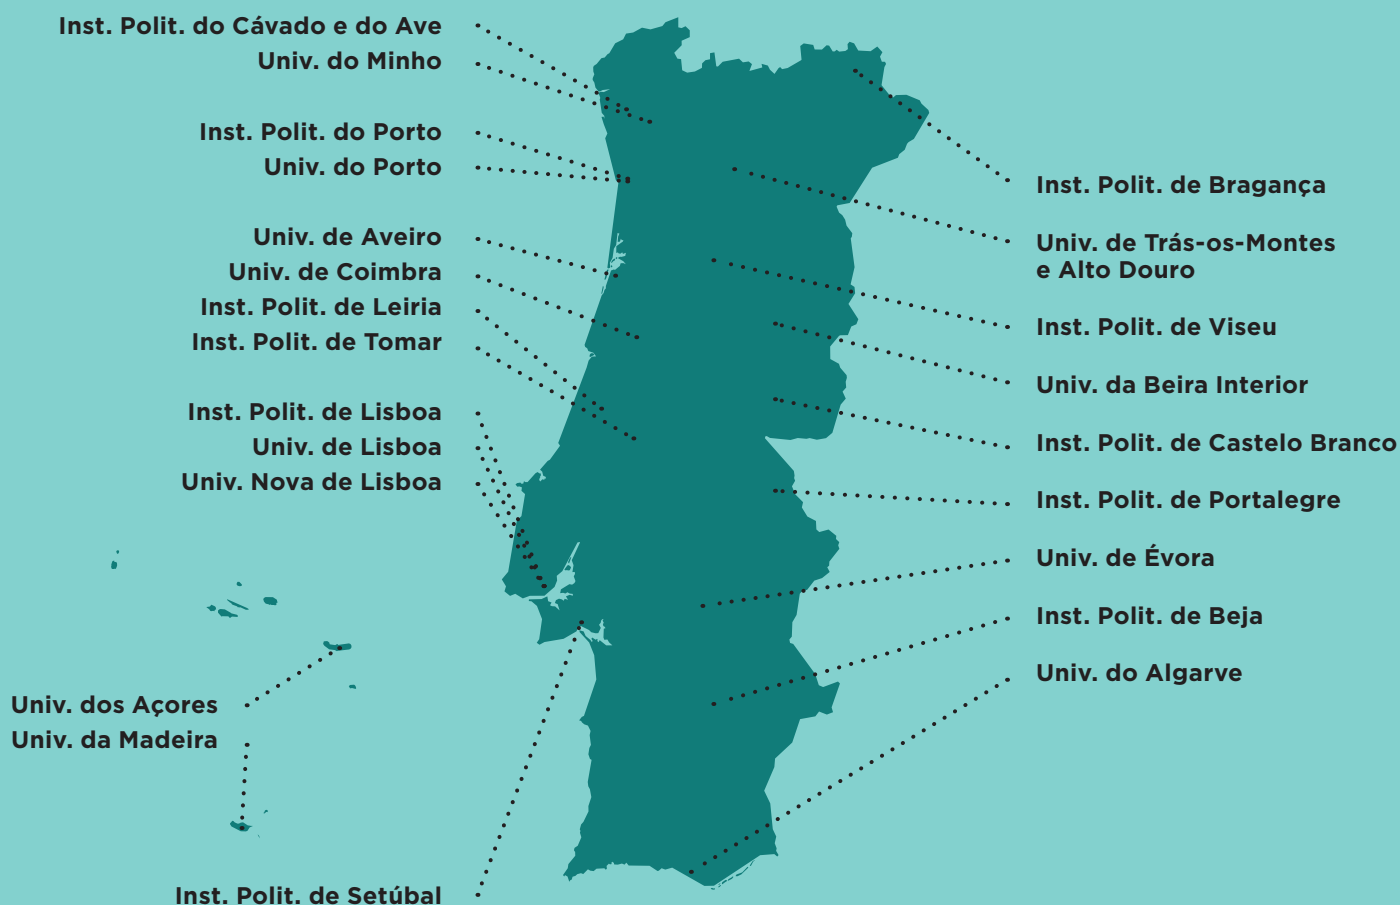 Inst. Polit. do Cávado e do Ave
Univ. do Minho
Inst. Polit. do Porto
Univ. do Porto
Univ. de Aveiro
Univ. de Coimbra
Inst. Polit. de Leiria
Inst. Polit. de Tomar
Inst. Polit. de Lisboa
Univ. de Lisboa
Univ. Nova de Lisboa
Univ. dos Açores
Univ. da Madeira
Inst. Polit. de Setúbal
Inst. Polit. de Bragança
Univ. de Trás-os-Montes
e Alto Douro
Inst. Polit. de Viseu
Univ. da Beira Interior
Inst. Polit. de Castelo Branco
Inst. Polit. de Portalegre
Univ. de Évora
Inst. Polit. de Beja
Univ. do Algarve